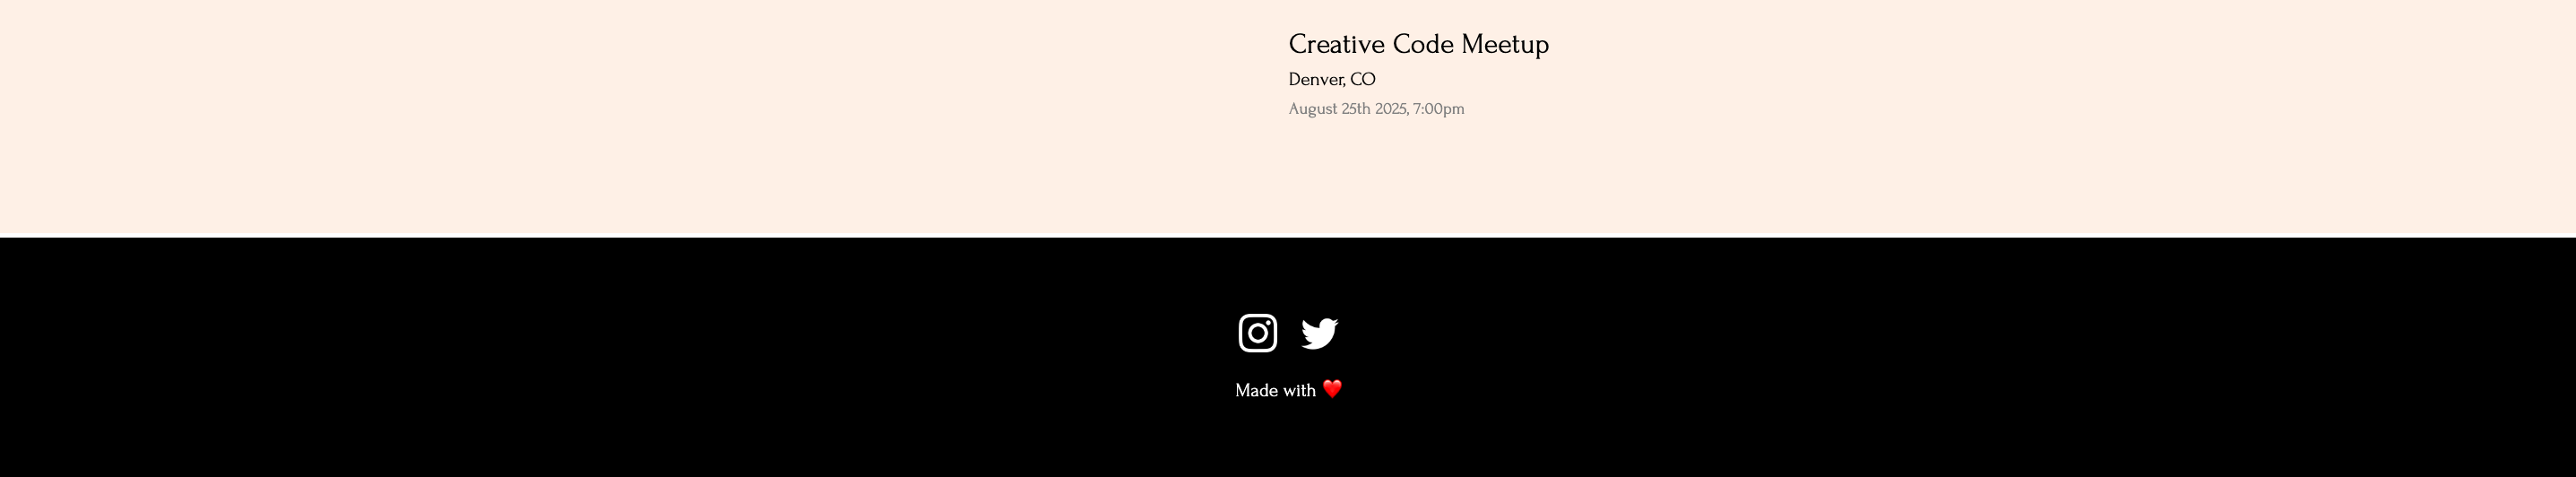 Creative Code Meetup
Denver, CO
August 25th 2025, 7:00pm
Made with ❤️